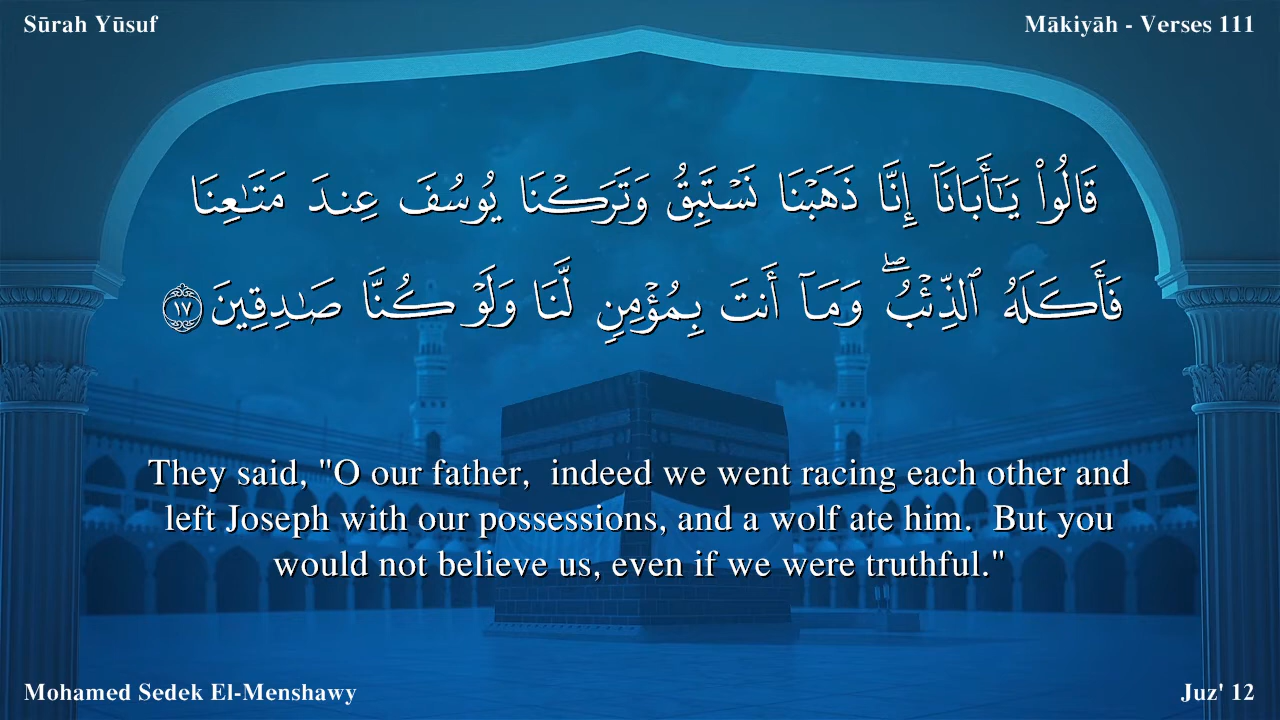 Sūrah Yūsuf
Mākiyāh - Verses 111
قَالُوا۟ يَـٰٓأَبَانَآ إِنَّا ذَهَبْنَا نَسْتَبِقُ وَتَرَكْنَا يُوسُفَ عِندَ مَتَـٰعِنَا
فَأَكَلَهُ ٱلذِّئْبُ ۖ وَمَآ أَنتَ بِمُؤْمِنٍ لَّنَا وَلَوْ كُنَّا صَـٰدِقِينَ ١٧
They said, "O our father, indeed we went racing each other and
left Joseph with our possessions, and a wolf ate him. But you
would not believe us, even if we were truthful."
Mohamed Sedek El-Menshawy
Juz' 12